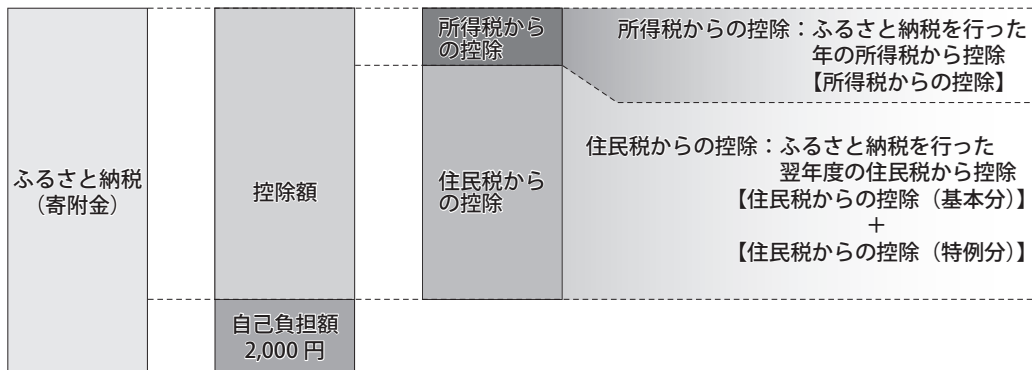 ふるさと納税
（寄附金）
控除額
自己負担額
2,000 円
所得税から
の控除
住民税から
の控除
所得税からの控除：ふるさと納税を行った
年の所得税から控除
【所得税からの控除】
住民税からの控除：ふるさと納税を行った
翌年度の住民税から控除
【住民税からの控除（基本分）】
＋
【住民税からの控除（特例分）】